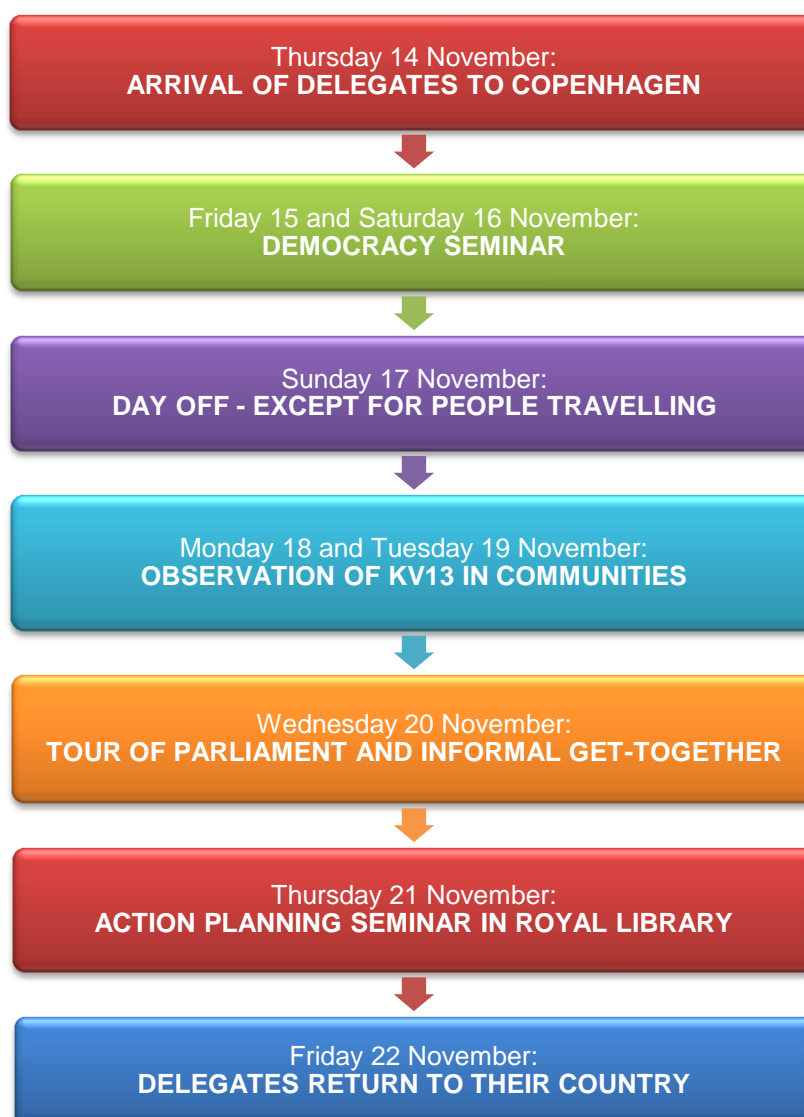 Thursday 14 November:
ARRIVAL OF DELEGATES TO COPENHAGEN
Friday 15 and Saturday 16 November:
DEMOCRACY SEMINAR
Sunday 17 November:
DAY OFF - EXCEPT FOR PEOPLE TRAVELLING
Monday 18 and Tuesday 19 November:
OBSERVATION OF KV13 IN COMMUNITIES
Wednesday 20 November:
TOUR OF PARLIAMENT AND INFORMAL GET-TOGETHER
Thursday 21 November:
ACTION PLANNING SEMINAR IN ROYAL LIBRARY
Friday 22 November:
DELEGATES RETURN TO THEIR COUNTRY